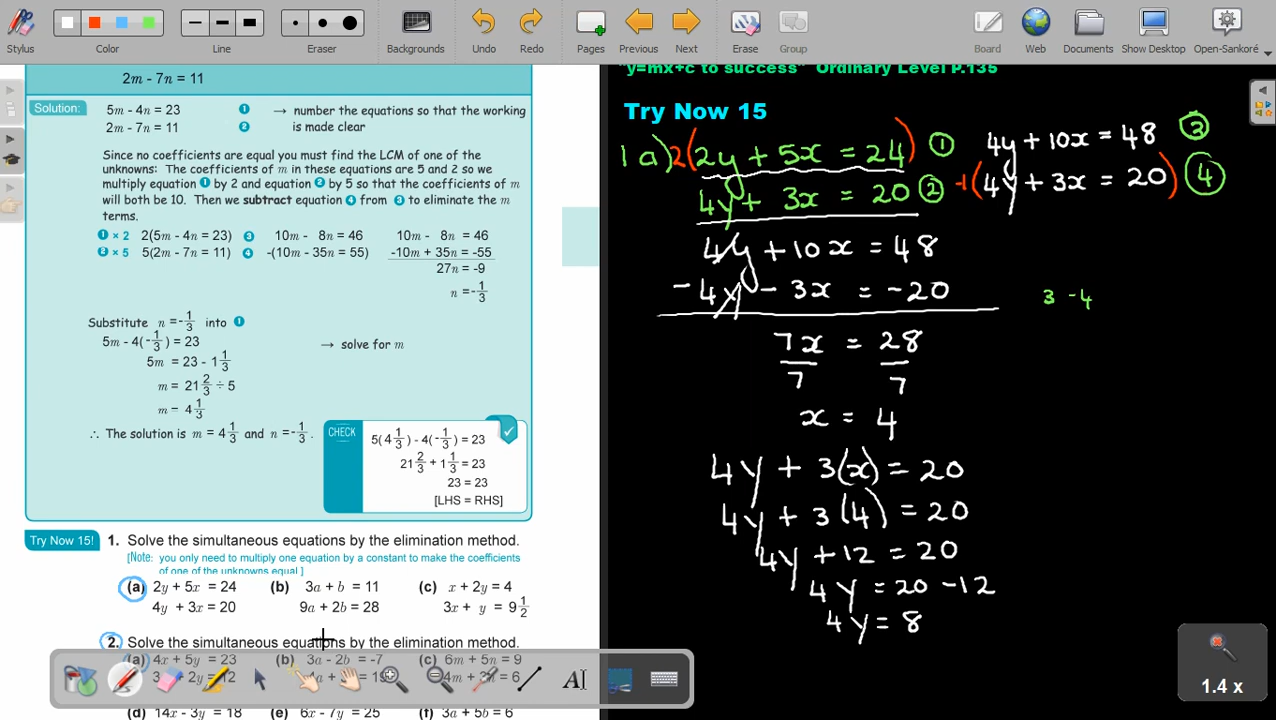 Stylus
Color
Line
Eraser
Backgrounds
Undo
Redo
Pages
Previous
Next
Erase
Group
Board
Web
Documents
Show Desktop
Open-Sankoré
2m - 7n = 11
Solution:
5m - 4n = 23 1 → number the equations so that the working
2m - 7n = 11 2 is made clear
Since no coefficients are equal you must find the LCM of one of the
unknowns: The coefficients of m in these equations are 5 and 2 so we
multiply equation 1 by 2 and equation 2 by 5 so that the coefficients of m
will both be 10. Then we subtract equation 4 from 3 to eliminate the m
terms.
1 × 2 2(5m - 4n = 23) 3 10m - 8n = 46 10m - 8n = 46
2 × 5 5(2m - 7n = 11) 4 -(10m - 35n = 55) -10m + 35n = -55
27n = -9
n = -1/3
Substitute n = -1/3 into 1
5m - 4(-1/3) = 23 → solve for m
5m = 23 - 1 1/3
m = 21 2/3 ÷ 5
m = 4 1/3
∴ The solution is m = 4 1/3 and n = -1/3.
CHECK
5(4 1/3) - 4(-1/3) = 23
21 2/3 + 1 1/3 = 23
23 = 23
[LHS = RHS]
Try Now 15!
1. Solve the simultaneous equations by the elimination method.
[Note: you only need to multiply one equation by a constant to make the coefficients
of one of the unknowns equal ]
(a) 2y + 5x = 24 (b) 3a + b = 11 (c) x + 2y = 4
4y + 3x = 20 9a + 2b = 28 3x + y = 9 1/2
2. Solve the simultaneous equations by the elimination method.
(a) 4x + 5y = 23 (b) 3a - 2b = -7 (c) 6m + 5n = 9
(d) 14x - 3y = 18 (e) 6x - 7y = 25 (f) 3a + 5b = 6
"y=mx+c to success" Ordinary Level P.135
Try Now 15
1 a) 2(2y + 5x = 24) 1
4y + 3x = 20 2
4y + 10x = 48
- 4y - 3x = -20
7x = 28
7 7
x = 4
4y + 3(x) = 20
4y + 3(4) = 20
4y + 12 = 20
4y = 20 - 12
4y = 8
4y + 10x = 48 3
-1(4y + 3x = 20) 4
3 - 4
1.4 x